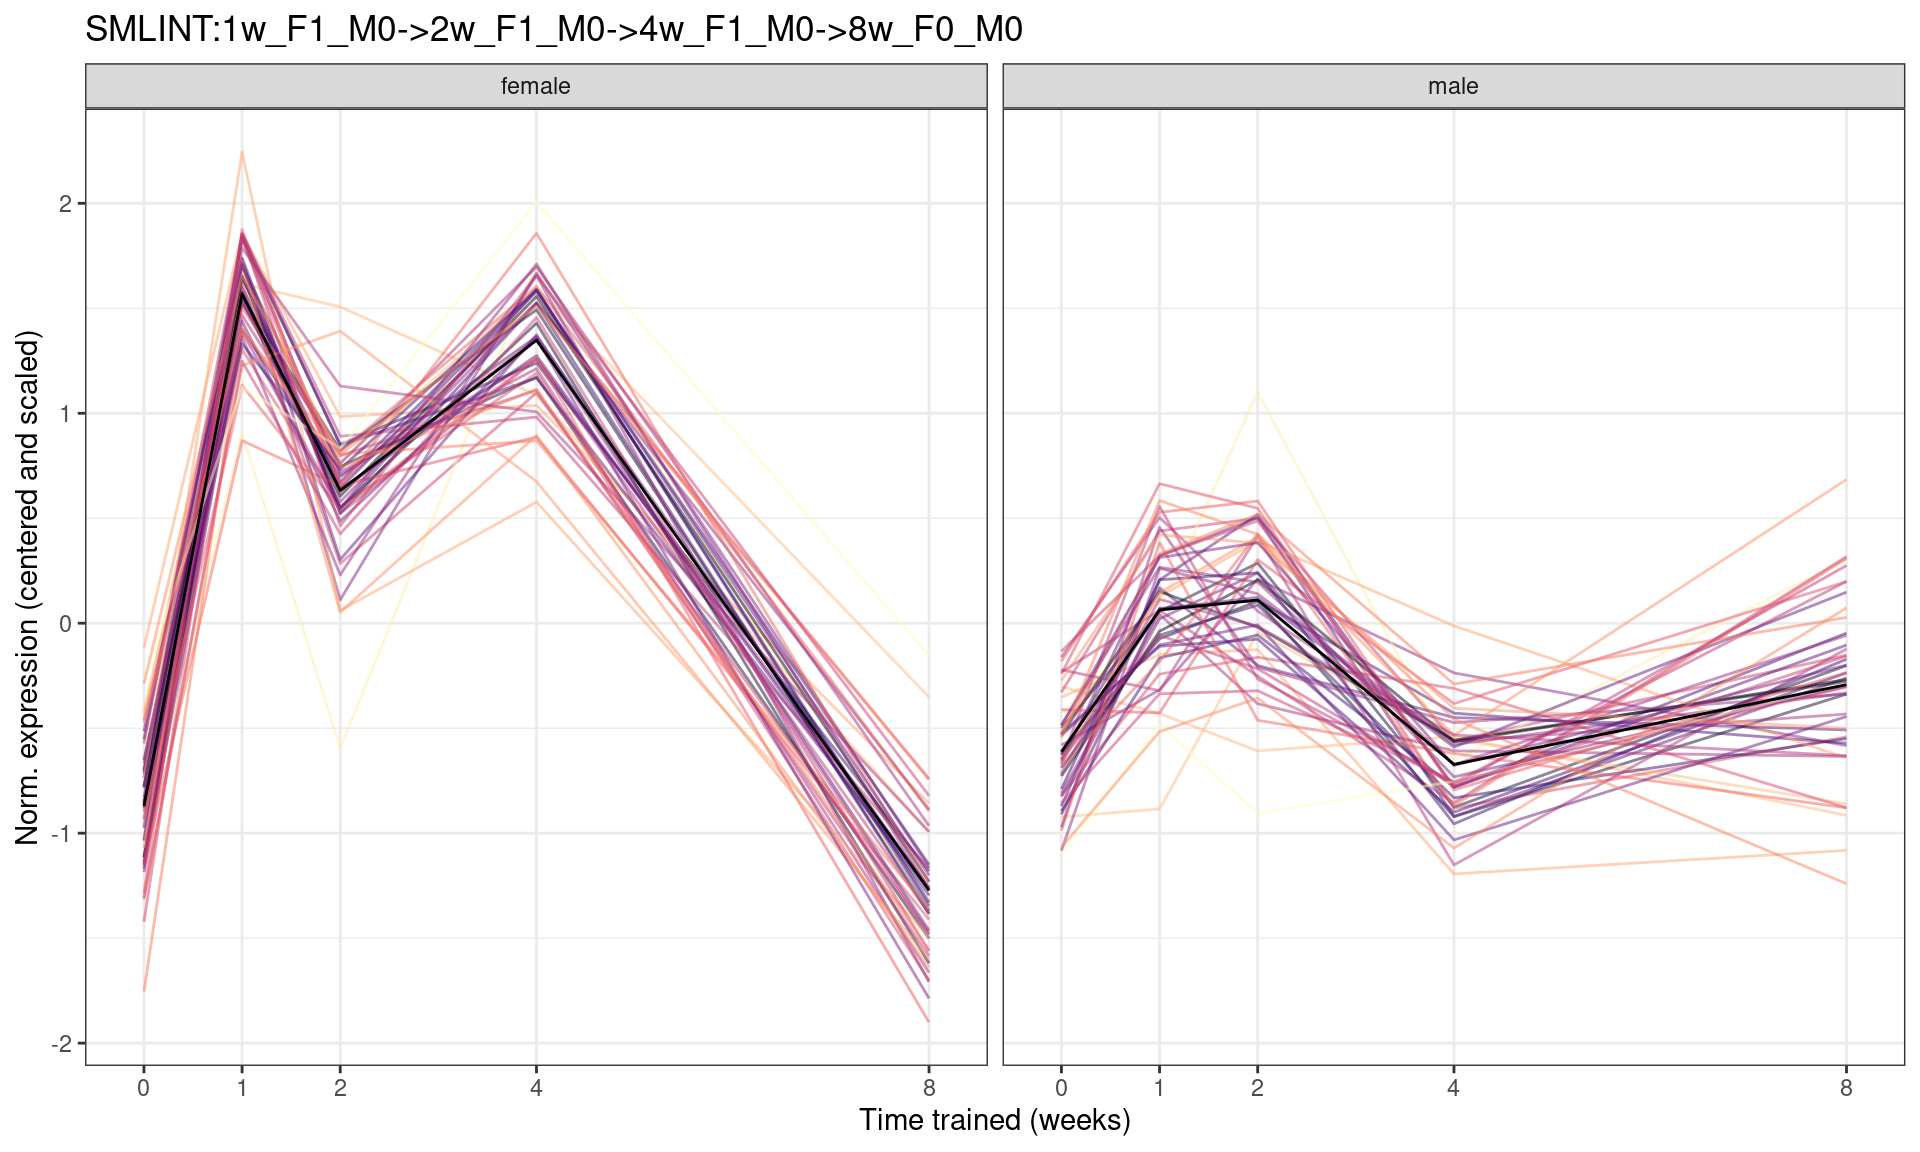 SMLINT:1w_F1_M0->2w_F1_M0->4w_F1_M0->8w_F0_M0
female
male
Norm. expression (centered and scaled)
2
1
0
-1
-2
0 1 2 4 8
0 1 2 4 8
Time trained (weeks)